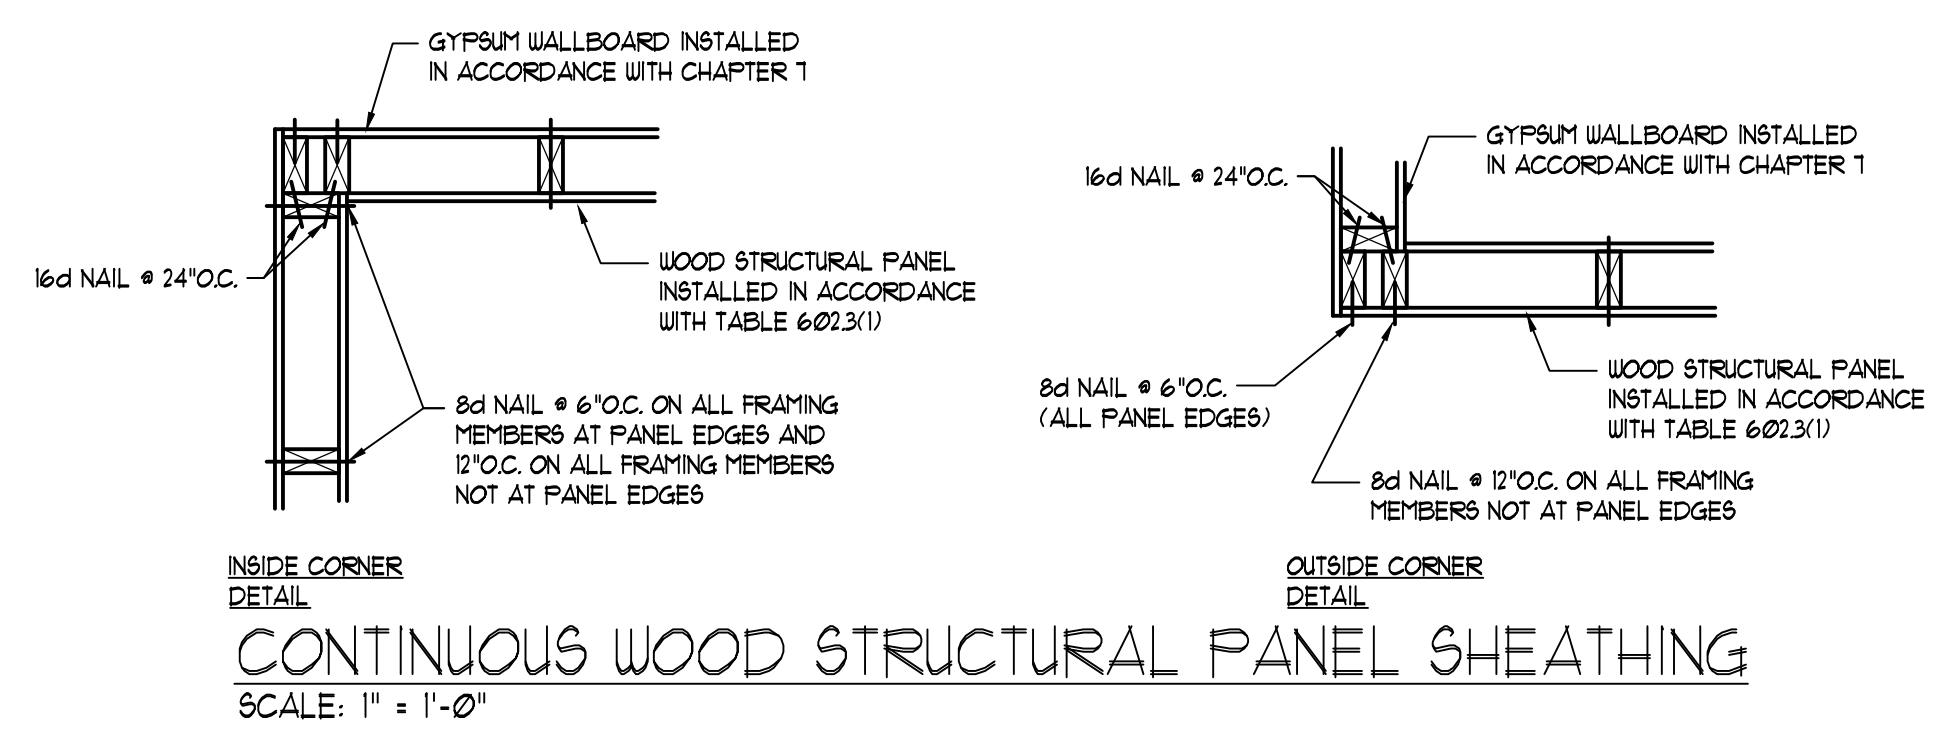 GYPSUM WALLBOARD INSTALLED
IN ACCORDANCE WITH CHAPTER 7
16d NAIL @ 24"O.C.
WOOD STRUCTURAL PANEL
INSTALLED IN ACCORDANCE
WITH TABLE 602.3(1)
8d NAIL @ 6"O.C. ON ALL FRAMING
MEMBERS AT PANEL EDGES AND
12"O.C. ON ALL FRAMING MEMBERS
NOT AT PANEL EDGES
INSIDE CORNER
DETAIL
GYPSUM WALLBOARD INSTALLED
IN ACCORDANCE WITH CHAPTER 7
16d NAIL @ 24"O.C.
8d NAIL @ 6"O.C.
(ALL PANEL EDGES)
WOOD STRUCTURAL PANEL
INSTALLED IN ACCORDANCE
WITH TABLE 602.3(1)
8d NAIL @ 12"O.C. ON ALL FRAMING
MEMBERS NOT AT PANEL EDGES
OUTSIDE CORNER
DETAIL
CONTINUOUS WOOD STRUCTURAL PANEL SHEATHING
SCALE: 1" = 1'-0"